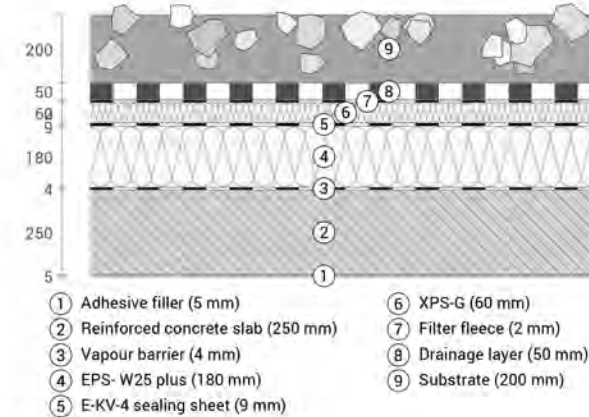 200
9
50
8
7
60
6
9
5
180
4
4
3
250
2
5
1
1 Adhesive filler (5 mm)
2 Reinforced concrete slab (250 mm)
3 Vapour barrier (4 mm)
4 EPS- W25 plus (180 mm)
5 E-KV-4 sealing sheet (9 mm)
6 XPS-G (60 mm)
7 Filter fleece (2 mm)
8 Drainage layer (50 mm)
9 Substrate (200 mm)